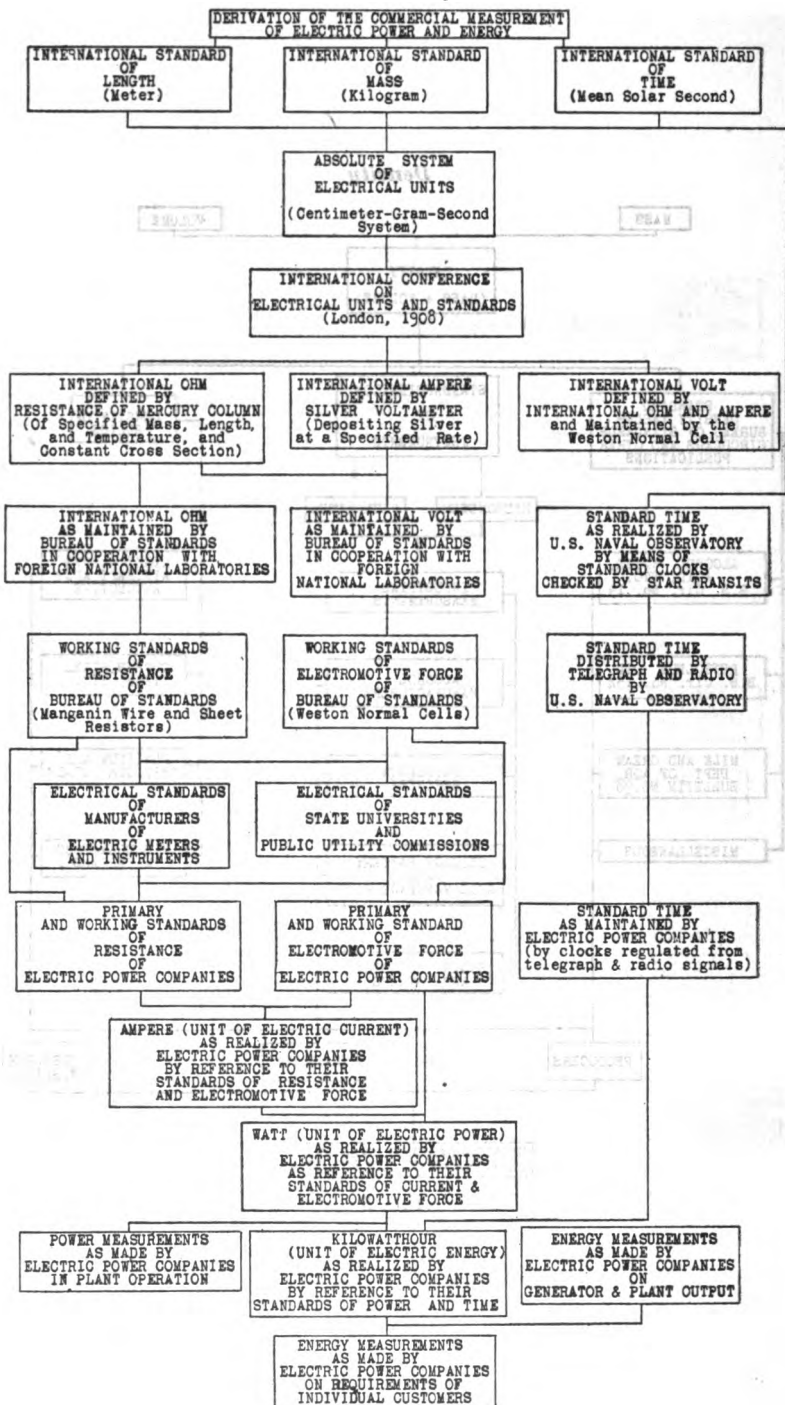 DERIVATION OF THE COMMERCIAL MEASUREMENT
OF ELECTRIC POWER AND ENERGY
INTERNATIONAL STANDARD
OF
LENGTH
(Meter)
INTERNATIONAL STANDARD
OF
MASS
(Kilogram)
INTERNATIONAL STANDARD
OF
TIME
(Mean Solar Second)
ABSOLUTE SYSTEM
OF
ELECTRICAL UNITS
(Centimeter-Gram-Second
System)
INTERNATIONAL CONFERENCE
ON
ELECTRICAL UNITS AND STANDARDS
(London, 1908)
INTERNATIONAL OHM
DEFINED BY
RESISTANCE OF MERCURY COLUMN
(Of Specified Mass, Length,
and Temperature, and
Constant Cross Section)
INTERNATIONAL AMPERE
DEFINED BY
SILVER VOLTAMETER
(Depositing Silver
at a Specified Rate)
INTERNATIONAL VOLT
DEFINED BY
INTERNATIONAL OHM AND AMPERE
and Maintained by the
Weston Normal Cell
INTERNATIONAL OHM
AS MAINTAINED BY
BUREAU OF STANDARDS
IN COOPERATION WITH
FOREIGN NATIONAL LABORATORIES
INTERNATIONAL VOLT
AS MAINTAINED BY
BUREAU OF STANDARDS
IN COOPERATION WITH
FOREIGN
NATIONAL LABORATORIES
STANDARD TIME
AS REALIZED BY
U.S. NAVAL OBSERVATORY
BY MEANS OF
STANDARD CLOCKS
CHECKED BY STAR TRANSITS
WORKING STANDARDS
OF
RESISTANCE
OF
BUREAU OF STANDARDS
(Manganin Wire and Sheet
Resistors)
WORKING STANDARDS
OF
ELECTROMOTIVE FORCE
OF
BUREAU OF STANDARDS
(Weston Normal Cells)
STANDARD TIME
DISTRIBUTED BY
TELEGRAPH AND RADIO
BY
U.S. NAVAL OBSERVATORY
ELECTRICAL STANDARDS
OF
MANUFACTURERS
OF
ELECTRIC METERS
AND INSTRUMENTS
ELECTRICAL STANDARDS
OF
STATE UNIVERSITIES
AND
PUBLIC UTILITY COMMISSIONS
PRIMARY
AND WORKING STANDARDS
OF
RESISTANCE
OF
ELECTRIC POWER COMPANIES
PRIMARY
AND WORKING STANDARD
OF
ELECTROMOTIVE FORCE
OF
ELECTRIC POWER COMPANIES
STANDARD TIME
AS MAINTAINED BY
ELECTRIC POWER COMPANIES
(by clocks regulated from
telegraph & radio signals)
AMPERE (UNIT OF ELECTRIC CURRENT)
AS REALIZED BY
ELECTRIC POWER COMPANIES
BY REFERENCE TO THEIR
STANDARDS OF RESISTANCE
AND ELECTROMOTIVE FORCE
WATT (UNIT OF ELECTRIC POWER)
AS REALIZED BY
ELECTRIC POWER COMPANIES
AS REFERENCE TO THEIR
STANDARDS OF CURRENT &
ELECTROMOTIVE FORCE
POWER MEASUREMENTS
AS MADE BY
ELECTRIC POWER COMPANIES
IN PLANT OPERATION
KILOWATTHOUR
(UNIT OF ELECTRIC ENERGY)
AS REALIZED BY
ELECTRIC POWER COMPANIES
BY REFERENCE TO THEIR
STANDARDS OF POWER AND TIME
ENERGY MEASUREMENTS
AS MADE BY
ELECTRIC POWER COMPANIES
ON
GENERATOR & PLANT OUTPUT
ENERGY MEASUREMENTS
AS MADE BY
ELECTRIC POWER COMPANIES
ON REQUIREMENTS OF
INDIVIDUAL CUSTOMERS